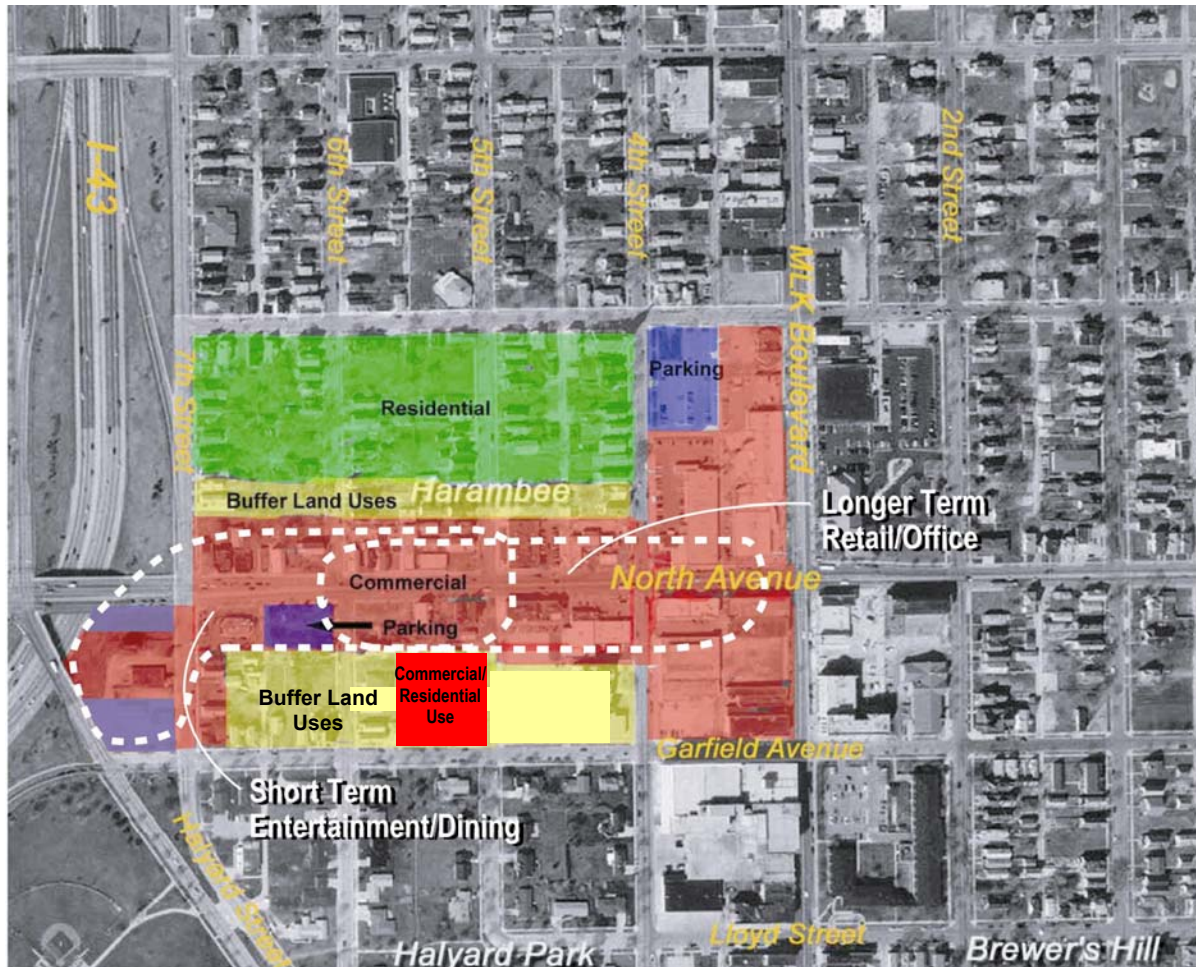 I-43
6th Street
5th Street
4th Street
2nd Street
MLK Boulevard
7th Street
Parking
Residential
Buffer Land Uses
Harambee
Longer Term
Retail/Office
Commercial
North Avenue
Parking
Buffer Land
Uses
Commercial/
Residential
Use
Garfield Avenue
Short Term
Entertainment/Dining
Halyard Street
Halyard Park
Lloyd Street
Brewer's Hill